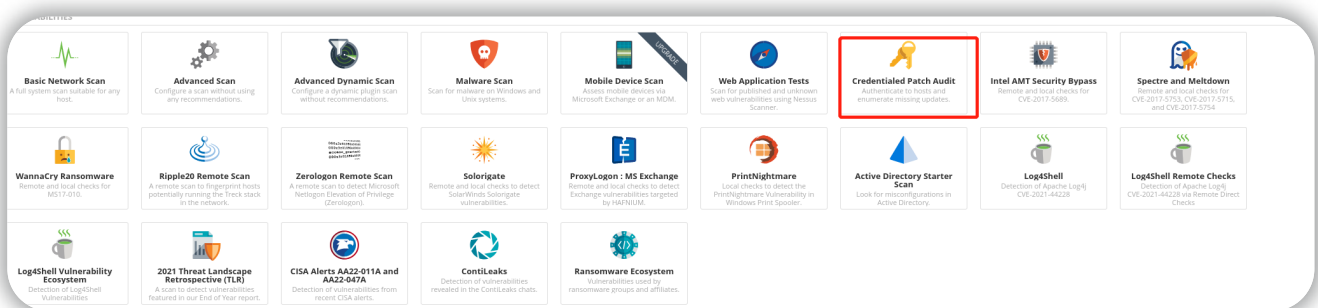 ABILITIES
UPGRADE
Basic Network Scan
A full system scan suitable for any
host.
Advanced Scan
Configure a scan without using
any recommendations.
Advanced Dynamic Scan
Configure a dynamic plugin scan
without recommendations.
Malware Scan
Scan for malware on Windows and
Unix systems.
Mobile Device Scan
Assess mobile devices via
Microsoft Exchange or an MDM.
Web Application Tests
Scan for published and unknown
web vulnerabilities using Nessus
Scanner.
Credentialed Patch Audit
Authenticate to hosts and
enumerate missing updates.
Intel AMT Security Bypass
Remote and local checks for
CVE-2017-5689.
Spectre and Meltdown
Remote and local checks for
CVE-2017-5753, CVE-2017-5715,
and CVE-2017-5754
WannaCry Ransomware
Remote and local checks for
MS17-010.
Ripple20 Remote Scan
A remote scan to fingerprint hosts
potentially running the Treck stack
in the network.
Zerologon Remote Scan
A remote scan to detect Microsoft
Netlogon Elevation of Privilege
(Zerologon).
Solorigate
Remote and local checks to detect
SolarWinds Solorigate
vulnerabilities.
ProxyLogon : MS Exchange
Remote and local checks to detect
Exchange vulnerabilities targeted
by HAFNIUM.
PrintNightmare
Local checks to detect the
PrintNightmare Vulnerability in
Windows Print Spooler.
Active Directory Starter
Scan
Look for misconfigurations in
Active Directory.
Log4Shell
Detection of Apache Log4j
CVE-2021-44228
Log4Shell Remote Checks
Detection of Apache Log4j
CVE-2021-44228 via Remote Direct
Checks
Log4Shell Vulnerability
Ecosystem
Detection of Log4Shell
Vulnerabilities
2021 Threat Landscape
Retrospective (TLR)
A scan to detect vulnerabilities
featured in our End of Year report.
CISA Alerts AA22-011A and
AA22-047A
Detection of vulnerabilities from
recent CISA alerts.
ContiLeaks
Detection of vulnerabilities
revealed in the ContiLeaks chats.
Ransomware Ecosystem
Vulnerabilities used by
ransomware groups and affiliates.